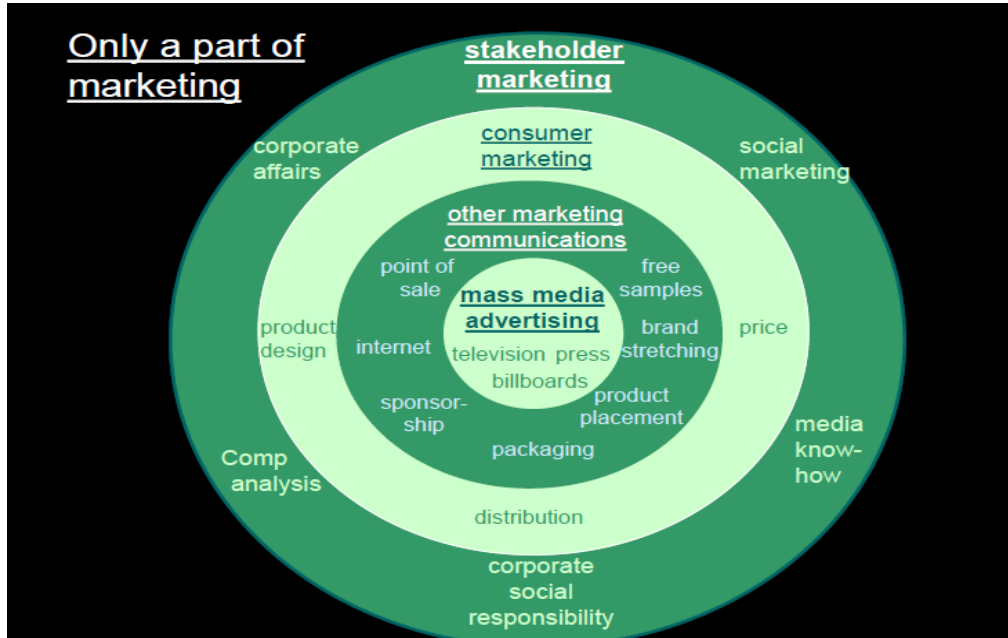 Only a part of
marketing
stakeholder
marketing
corporate
affairs
social
marketing
consumer
marketing
other marketing
communications
point of
sale
free
samples
mass media
advertising
product
design
internet
television press
billboards
brand
stretching
price
sponsor-
ship
product
placement
packaging
media
know-
how
Comp
analysis
distribution
corporate
social
responsibility